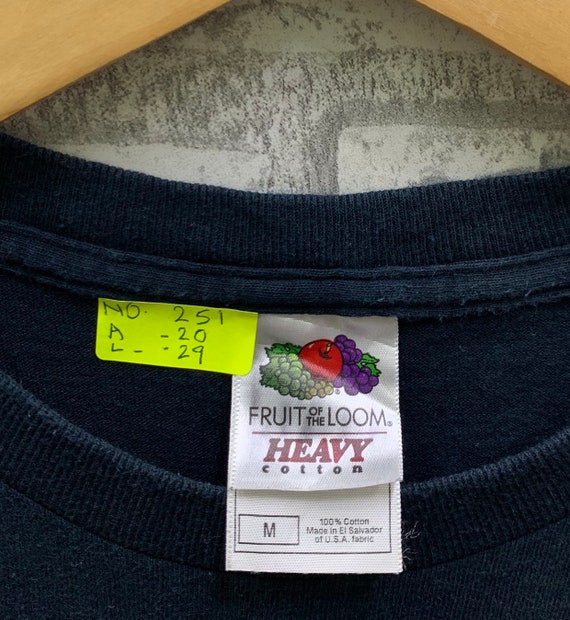 NO. 251
A - 20
L - - 29
FRUIT OF THE LOOM®
HEAVY
cotton
M
100% Cotton
Made in El Salvador
of U.S.A. fabric